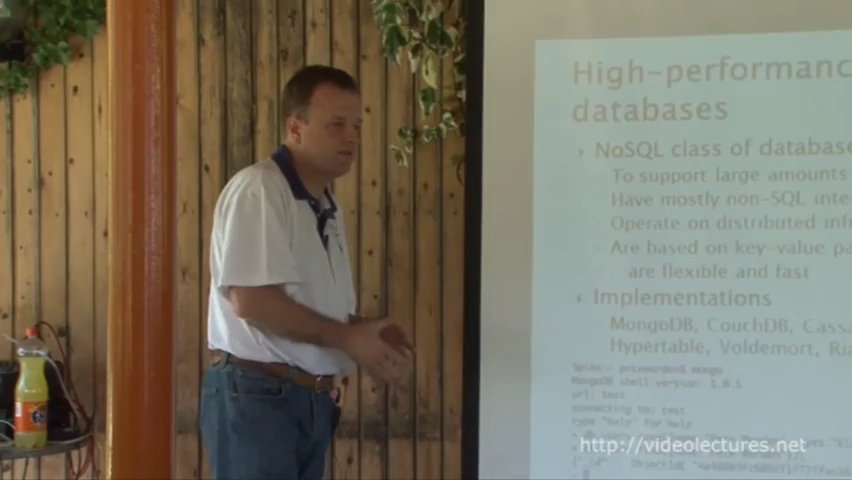 High-performanc
databases
NoSQL class of database
To support large amounts
Have mostly non-SQL inte
Operate on distributed inf
Are based on key-value pa
...are flexible and fast
Implementations
MongoDB, CouchDB, Cassa
Hypertable, Voldemort, Ria
MongoDB shell version: 1.0.1
url: test
connecting to: test
type "help" for help
http://videolectures.net